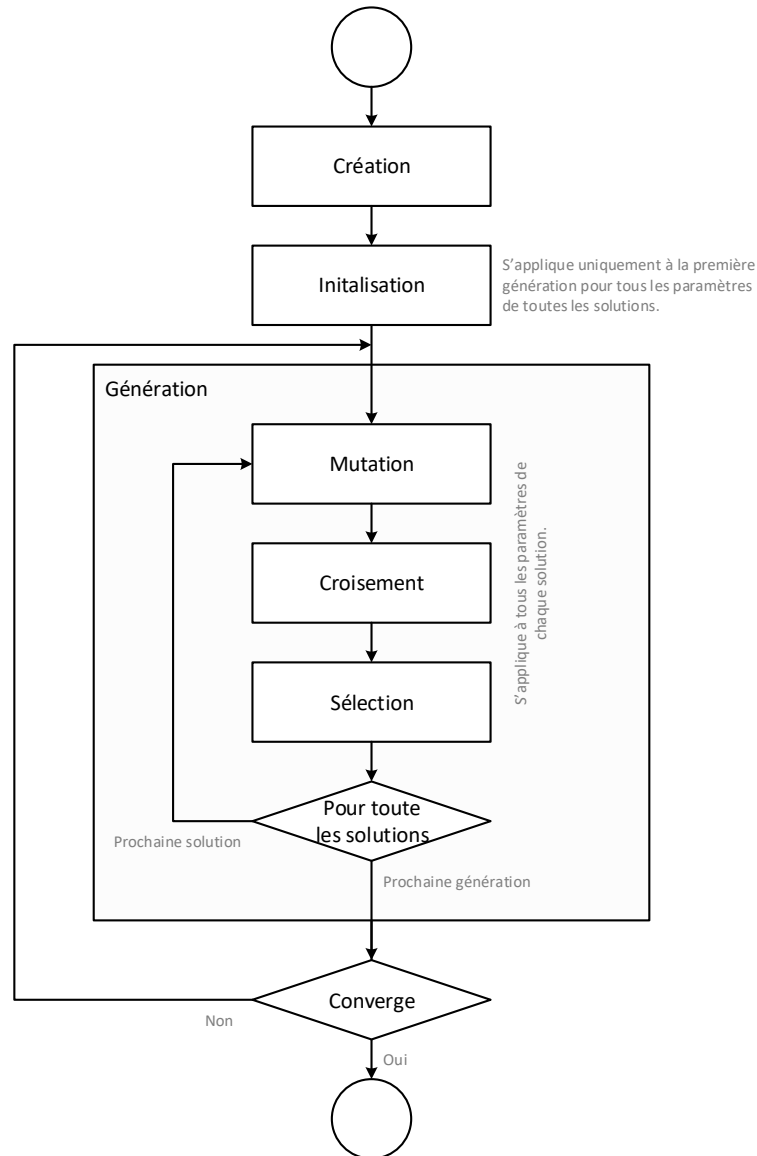 Création
Initalisation
S'applique uniquement à la première
génération pour tous les paramètres
de toutes les solutions.
Génération
Mutation
Croisement
Sélection
S'applique à tous les paramètres de
chaque solution.
Pour toute
les solutions
Prochaine solution
Prochaine génération
Converge
Non
Oui